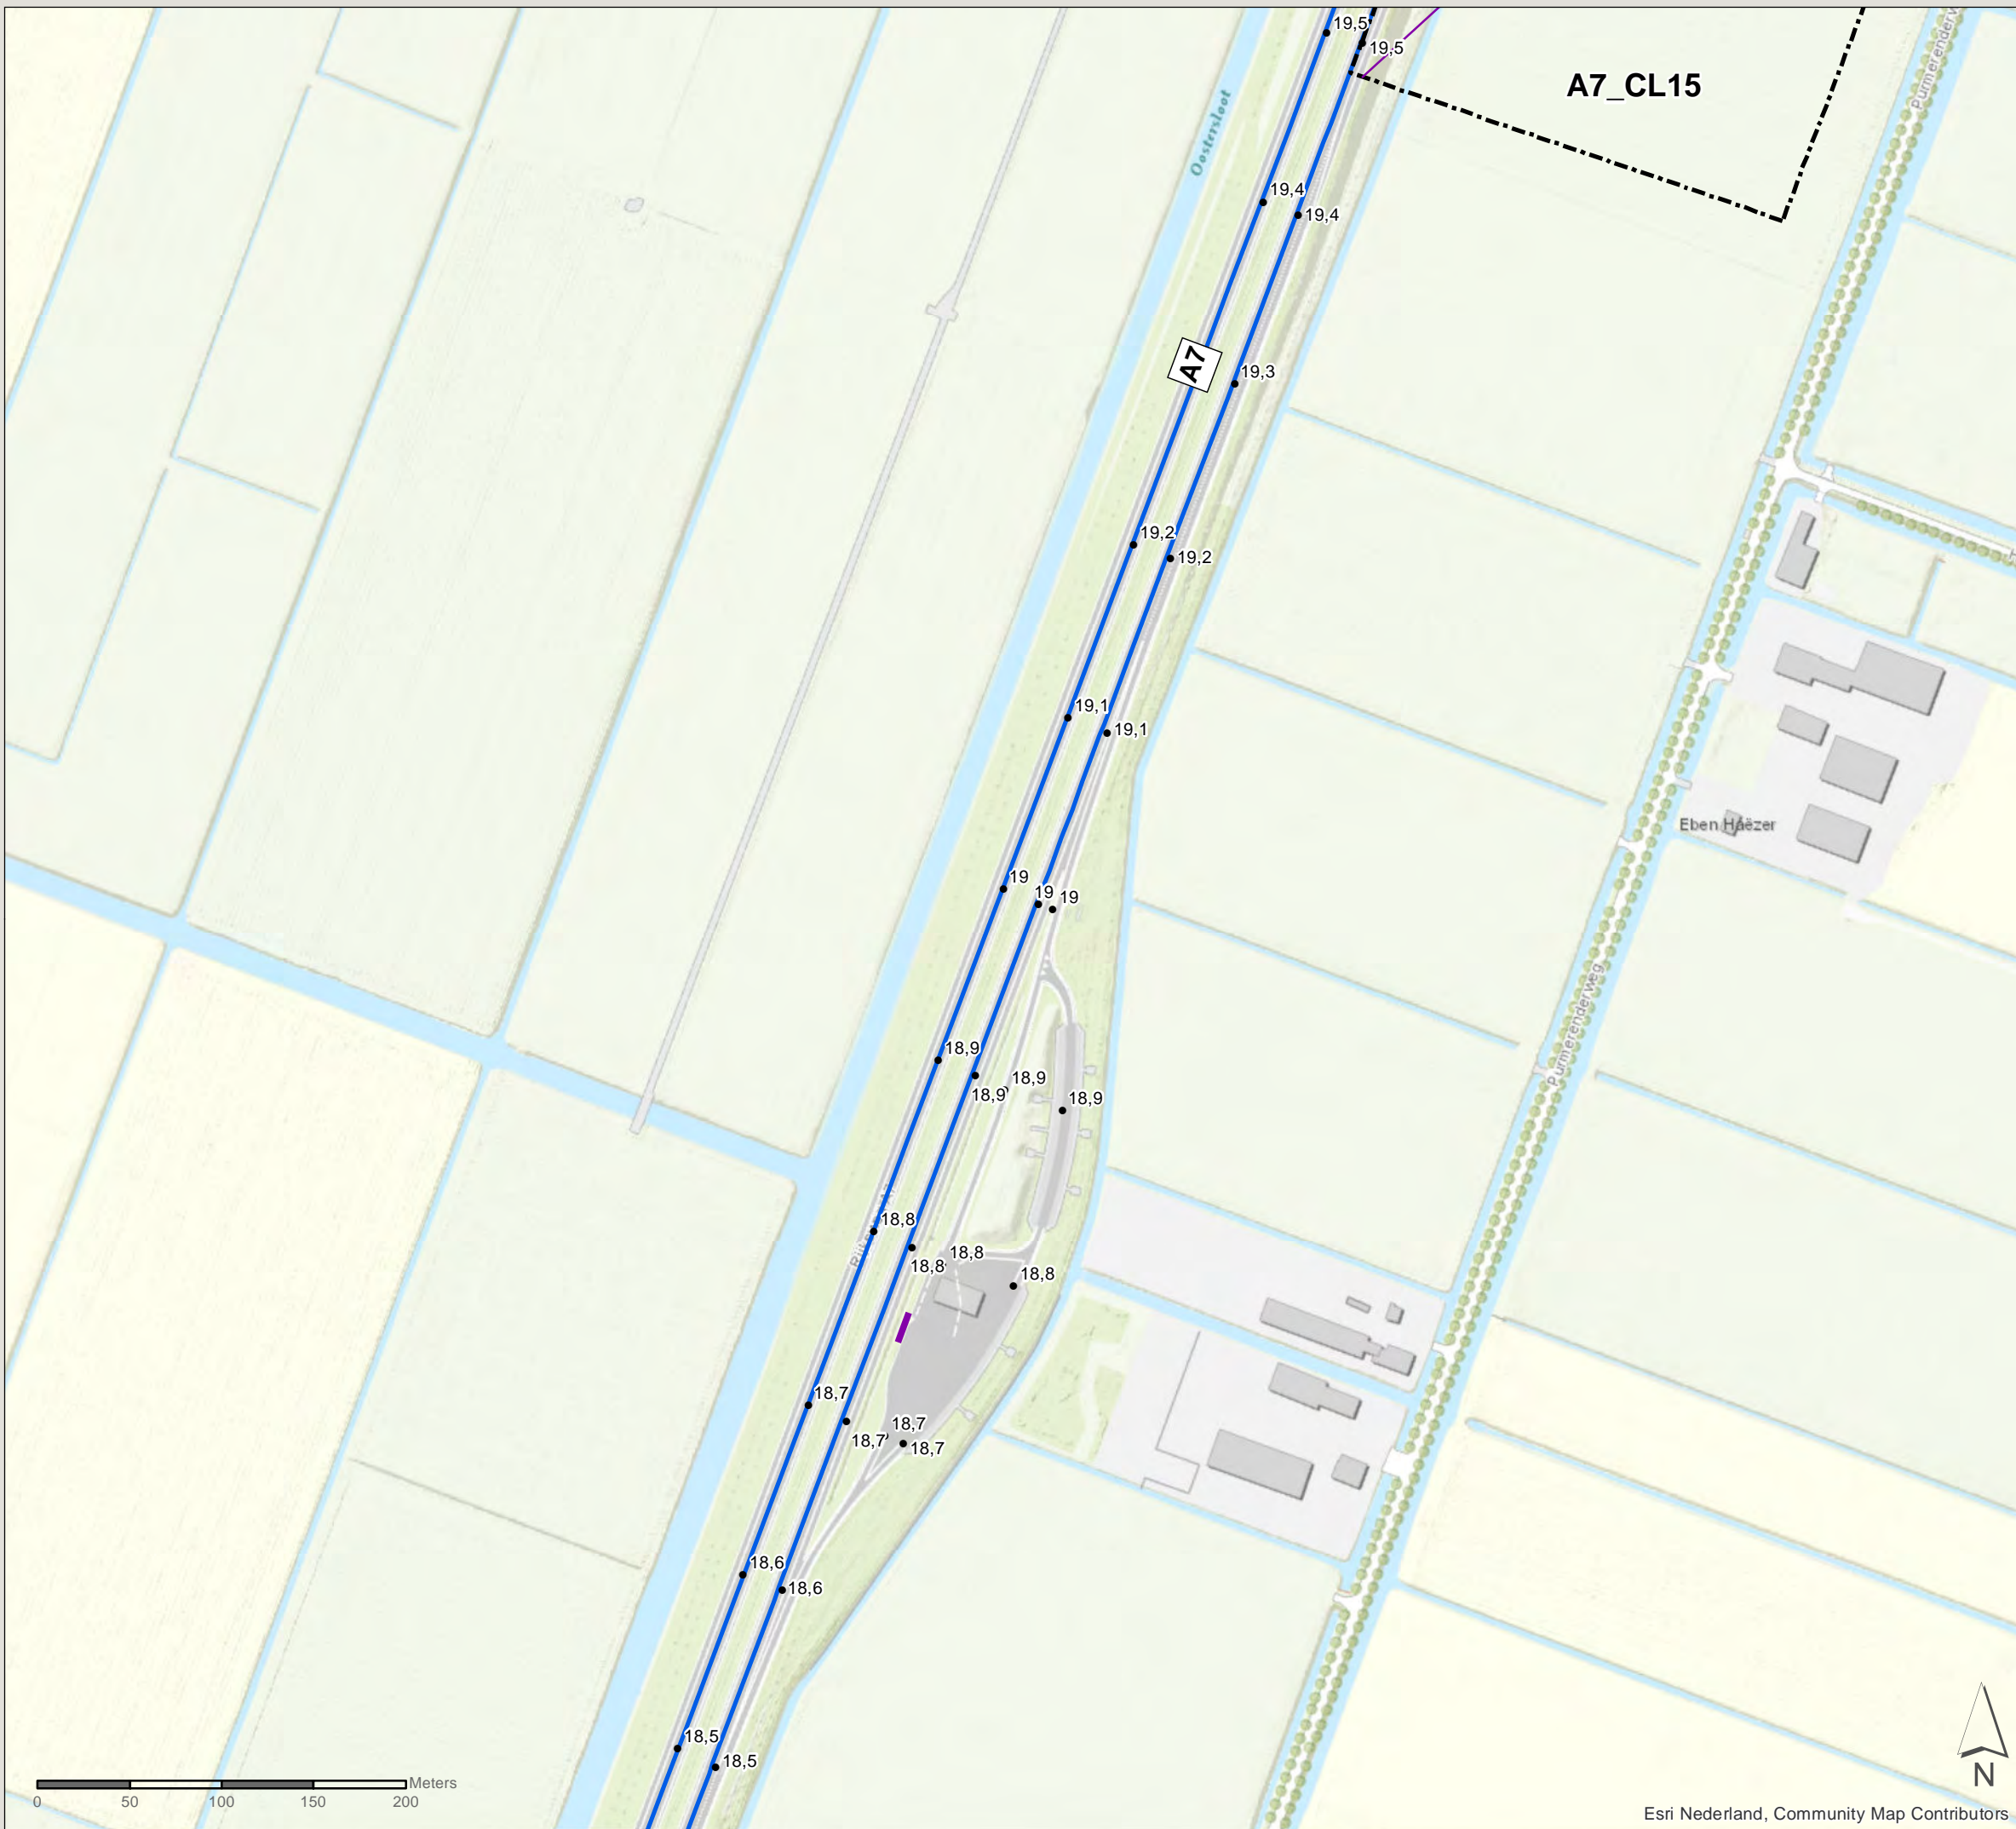 19,5
19,5
A7_CL15
Purmerenderw
Oostersloot
19,4
19,4
A7
19,3
19,2
19,2
19,1
19,1
Eben Haëzer
19
19
19
Purmerenderweg
18,9
18,9
18,9
18,9
18,8
18,8
18,8
18,8
18,7
18,7
18,7
18,7
18,6
18,6
18,5
18,5
Meters
0 50 100 150 200
N
Esri Nederland, Community Map Contributors